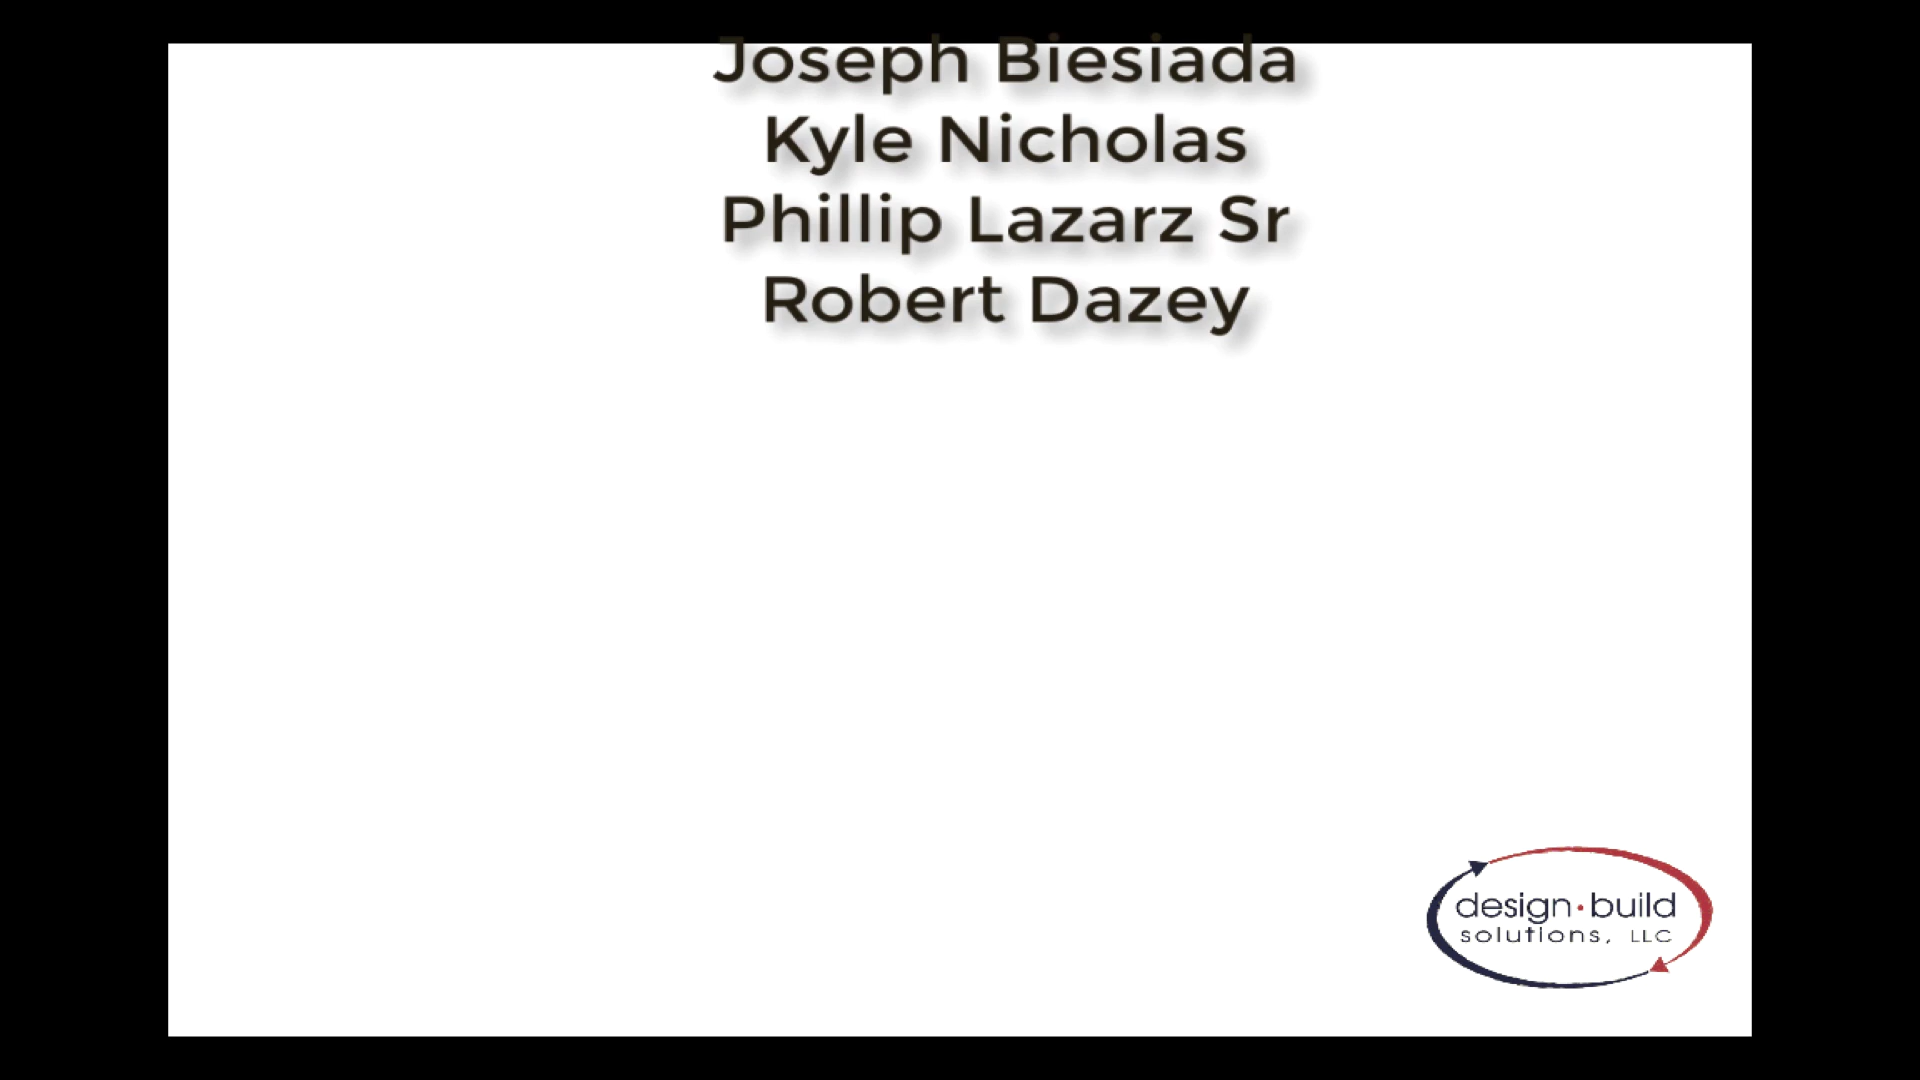 Joseph Biesiada
Kyle Nicholas
Phillip Lazarz Sr
Robert Dazey
design·build
solutions, LLC